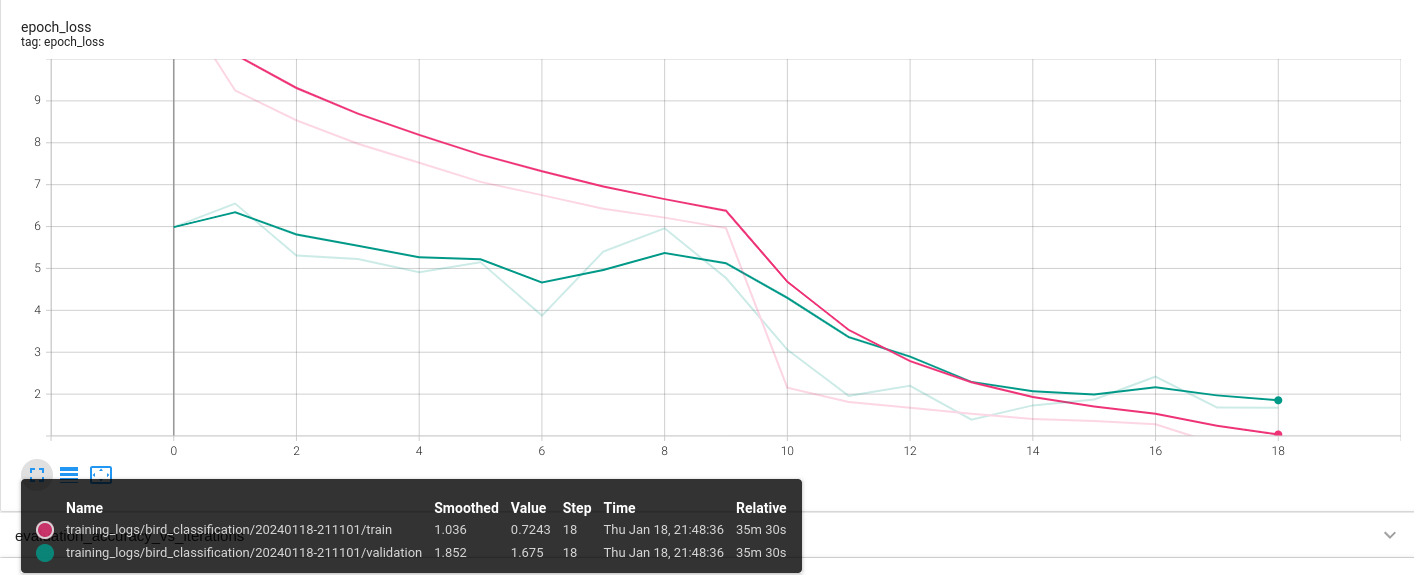 epoch_loss
tag: epoch_loss
9
8
7
6
5
4
3
2
0 2 4 6 8 10 12 14 16 18
Name Smoothed Value Step Time Relative
training_logs/bird_classification/20240118-211101/train 1.036 0.7243 18 Thu Jan 18, 21:48:36 35m 30s
evaluation_accuracy_vs_iterations
training_logs/bird_classification/20240118-211101/validation 1.852 1.675 18 Thu Jan 18, 21:48:36 35m 30s